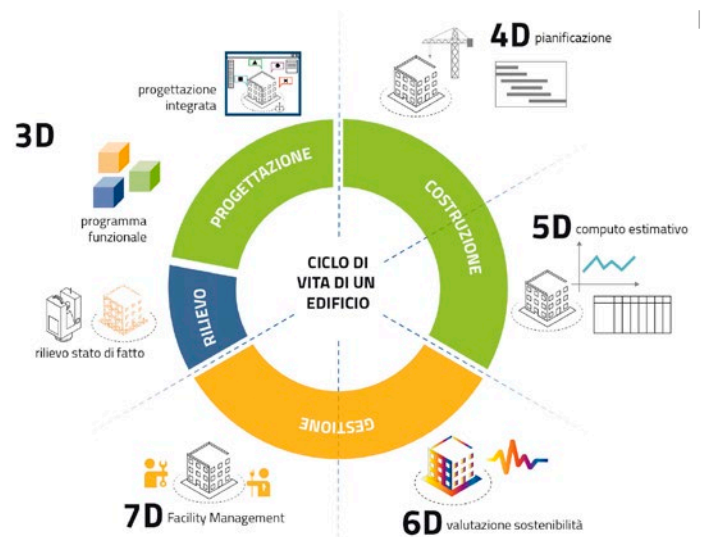 4D pianificazione
progettazione
integrata
3D
programma
funzionale
PROGETTAZIONE
COSTRUZIONE
5D computo estimativo
CICLO DI
VITA DI UN
EDIFICIO
RILIEVO
rilievo stato di fatto
GESTIONE
7D Facility Management
6D valutazione sostenibilità